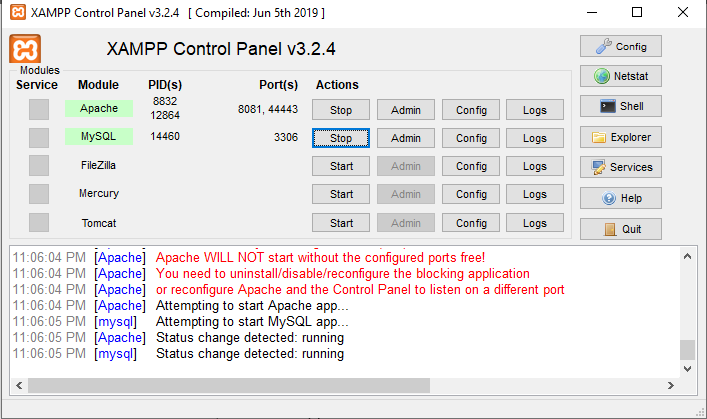 XAMPP Control Panel v3.2.4 [ Compiled: Jun 5th 2019 ]
XAMPP Control Panel v3.2.4
Config
Modules
Service Module PID(s) Port(s) Actions
Netstat
Apache 8832 12864 8081, 44443 Stop Admin Config Logs
Shell
MySQL 14460 3306 Stop Admin Config Logs
Explorer
FileZilla Start Admin Config Logs
Services
Mercury Start Admin Config Logs
Help
Tomcat Start Admin Config Logs
Quit
11:06:04 PM [Apache] Apache WILL NOT start without the configured ports free!
11:06:04 PM [Apache] You need to uninstall/disable/reconfigure the blocking application
11:06:04 PM [Apache] or reconfigure Apache and the Control Panel to listen on a different port
11:06:04 PM [Apache] Attempting to start Apache app...
11:06:05 PM [mysql] Attempting to start MySQL app...
11:06:05 PM [Apache] Status change detected: running
11:06:05 PM [mysql] Status change detected: running